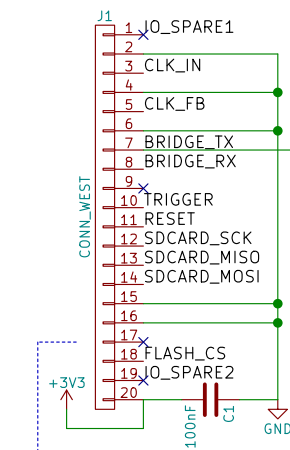 J1
1 IO_SPARE1
2
3 CLK_IN
4
5 CLK_FB
6
7 BRIDGE_TX
8 BRIDGE_RX
9
10 TRIGGER
11 RESET
12 SDCARD_SCK
13 SDCARD_MISO
14 SDCARD_MOSI
15
16
17
18 FLASH_CS
19 IO_SPARE2
20
CONN_WEST
+3V3
100nF
C1
GND